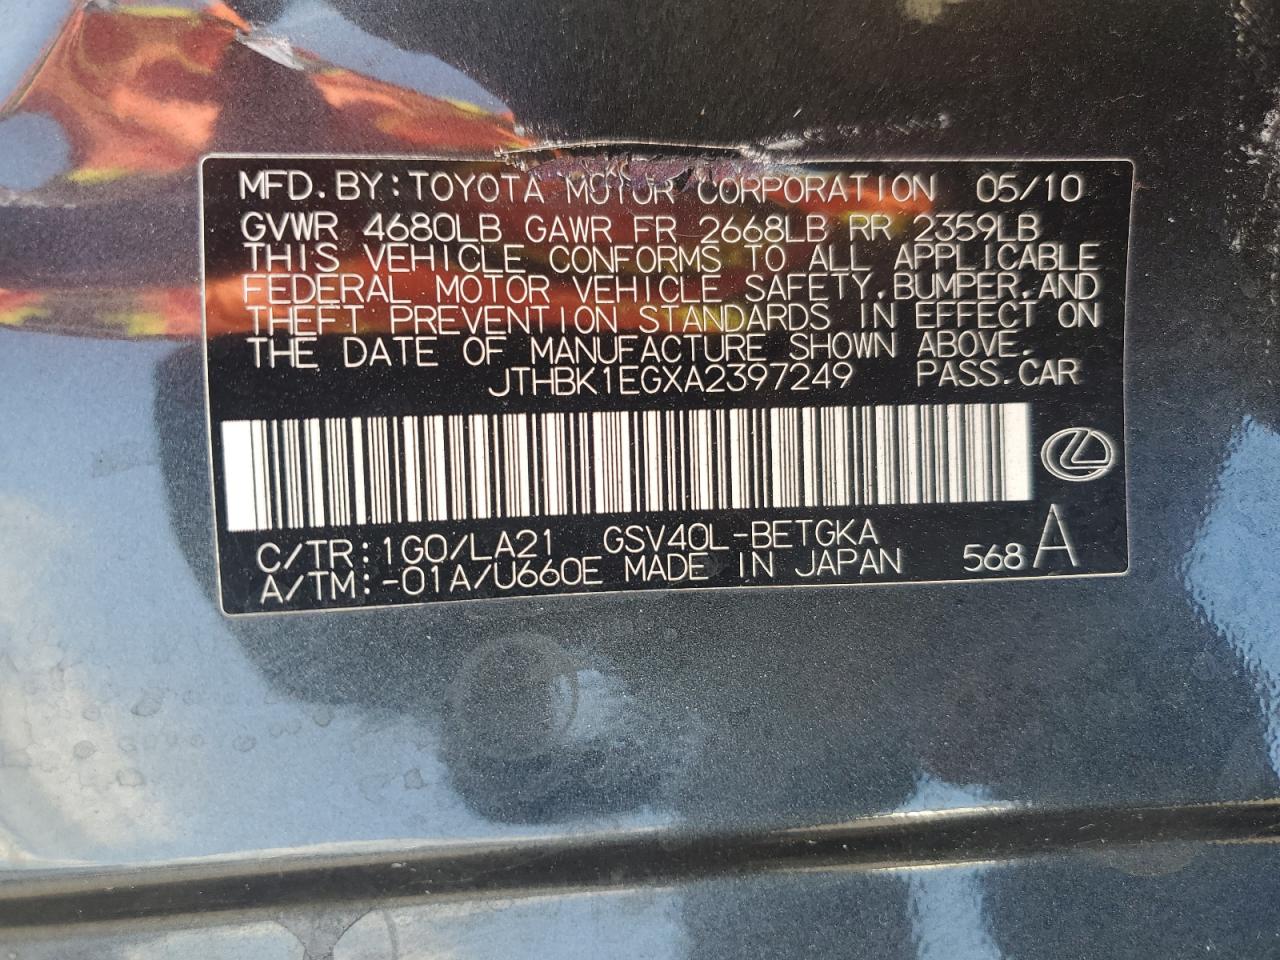 MFD.BY:TOYOTA MOTOR CORPORATION 05/10
GVWR 4680LB GAWR FR 2668LB RR 2359LB
THIS VEHICLE CONFORMS TO ALL APPLICABLE
FEDERAL MOTOR VEHICLE SAFETY,BUMPER,AND
THEFT PREVENTION STANDARDS IN EFFECT ON
THE DATE OF MANUFACTURE SHOWN ABOVE.
JTHBK1EGXA2397249 PASS.CAR
C/TR:1G0/LA21 GSV40L-BETGKA
A/TM:-01A/U660E MADE IN JAPAN 568 A